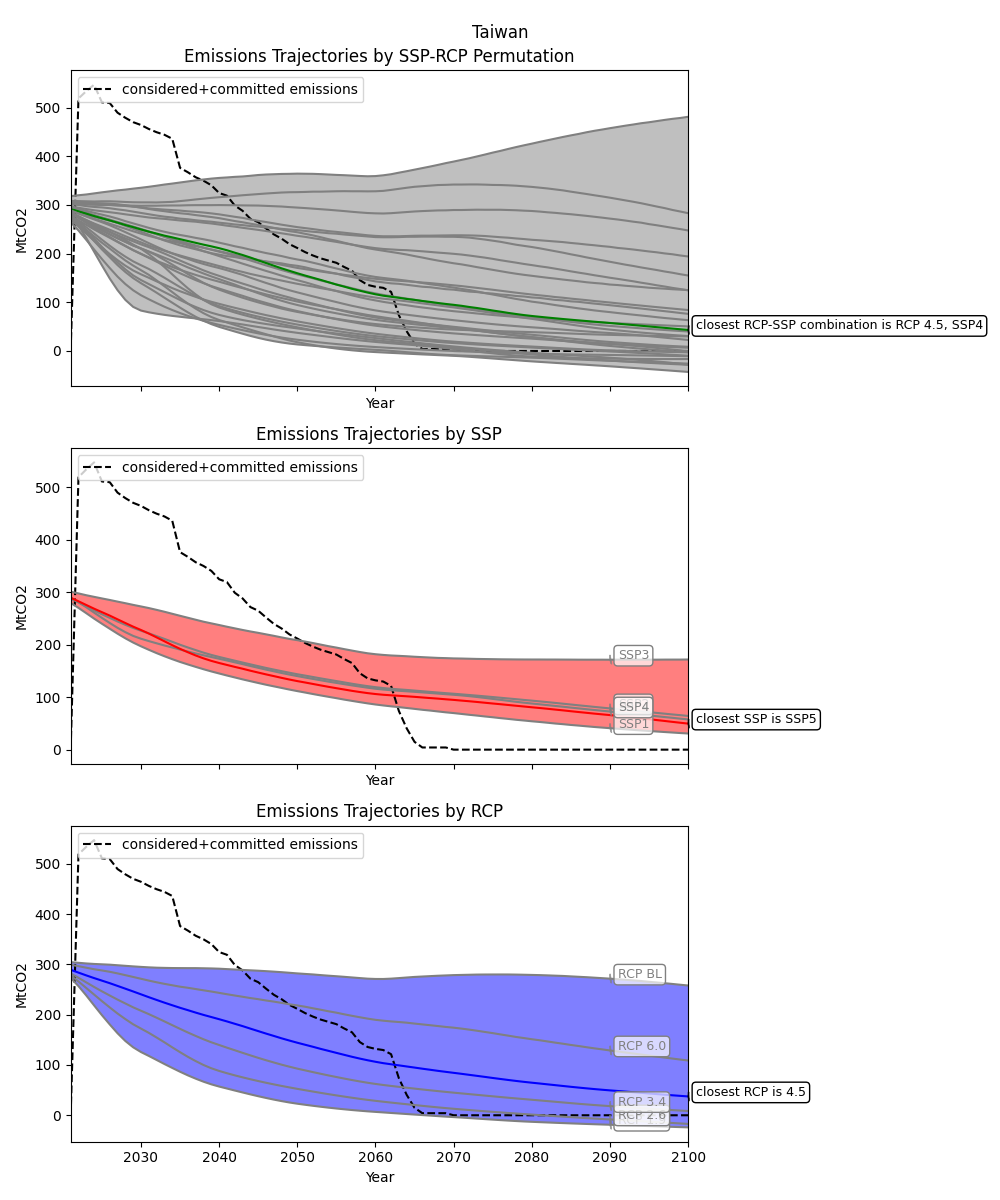 Taiwan
Emissions Trajectories by SSP-RCP Permutation
considered+committed emissions
500
400
300
200
100
0
MtCO2
closest RCP-SSP combination is RCP 4.5, SSP4
Year
Emissions Trajectories by SSP
considered+committed emissions
500
400
300
200
100
0
MtCO2
SSP3
SSP4
SSP1
closest SSP is SSP5
Year
Emissions Trajectories by RCP
considered+committed emissions
500
400
300
200
100
0
MtCO2
RCP BL
RCP 6.0
RCP 3.4
RCP 2.6
closest RCP is 4.5
2030 2040 2050 2060 2070 2080 2090 2100
Year